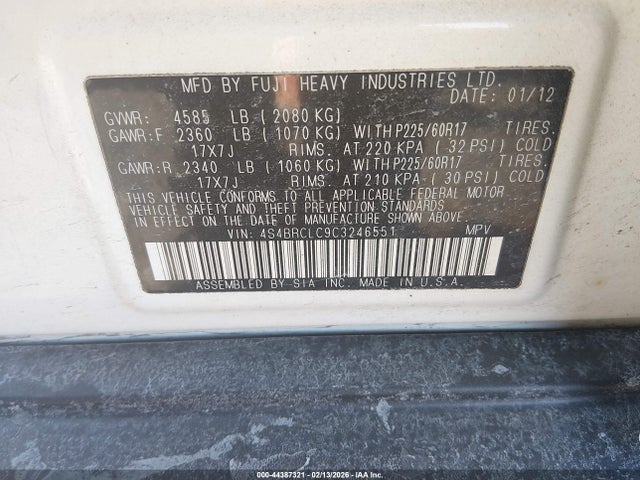 MFD BY FUJI HEAVY INDUSTRIES LTD.
DATE: 01/12
GVWR: 4585 LB ( 2080 KG)
GAWR:F 2360 LB ( 1070 KG) WITH P225/60R17 TIRES.
17X7J RIMS. AT 220 KPA ( 32 PSI) COLD
GAWR:R 2340 LB ( 1060 KG) WITH P225/60R17 TIRES.
17X7J RIMS. AT 210 KPA ( 30 PSI) COLD
THIS VEHICLE CONFORMS TO ALL APPLICABLE FEDERAL MOTOR
VEHICLE SAFETY AND THEFT PREVENTION STANDARDS
IN EFFECT ON THE DATE OF MANUFACTURE SHOWN ABOVE.
VIN: 4S4BRCLC9C3246551 MPV
ASSEMBLED BY SIA INC. MADE IN U.S.A.
000-44387321 - 02/13/2026 - Copyright IAA, Inc.